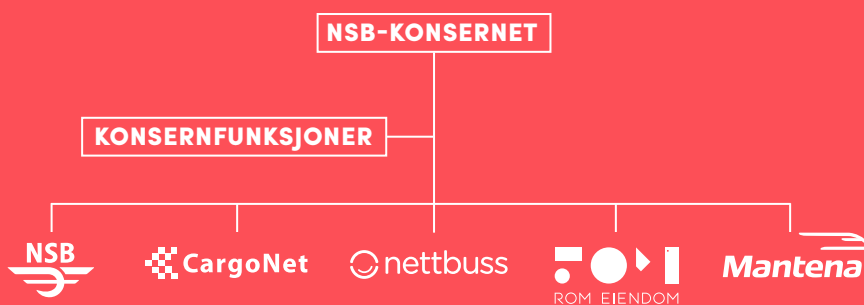 NSB-KONSERNET
KONSERNFUNKSJONER
NSB
CargoNet
nettbuss
ROM EIENDOM
Mantena